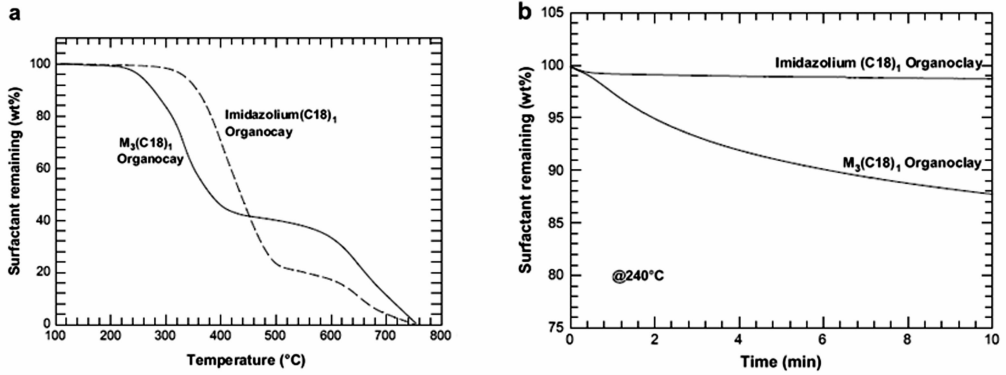 a
Surfactant remaining (wt%)
100
80
60
40
20
0
100
200
300
400
500
600
700
800
Temperature (°C)
Imidazolium(C18)₁
Organocay
M₃(C18)₁
Organocay
b
Surfactant remaining (wt%)
105
100
95
90
85
80
75
0
2
4
6
8
10
Time (min)
Imidazolium (C18)₁ Organoclay
M₃(C18)₁ Organoclay
@240°C